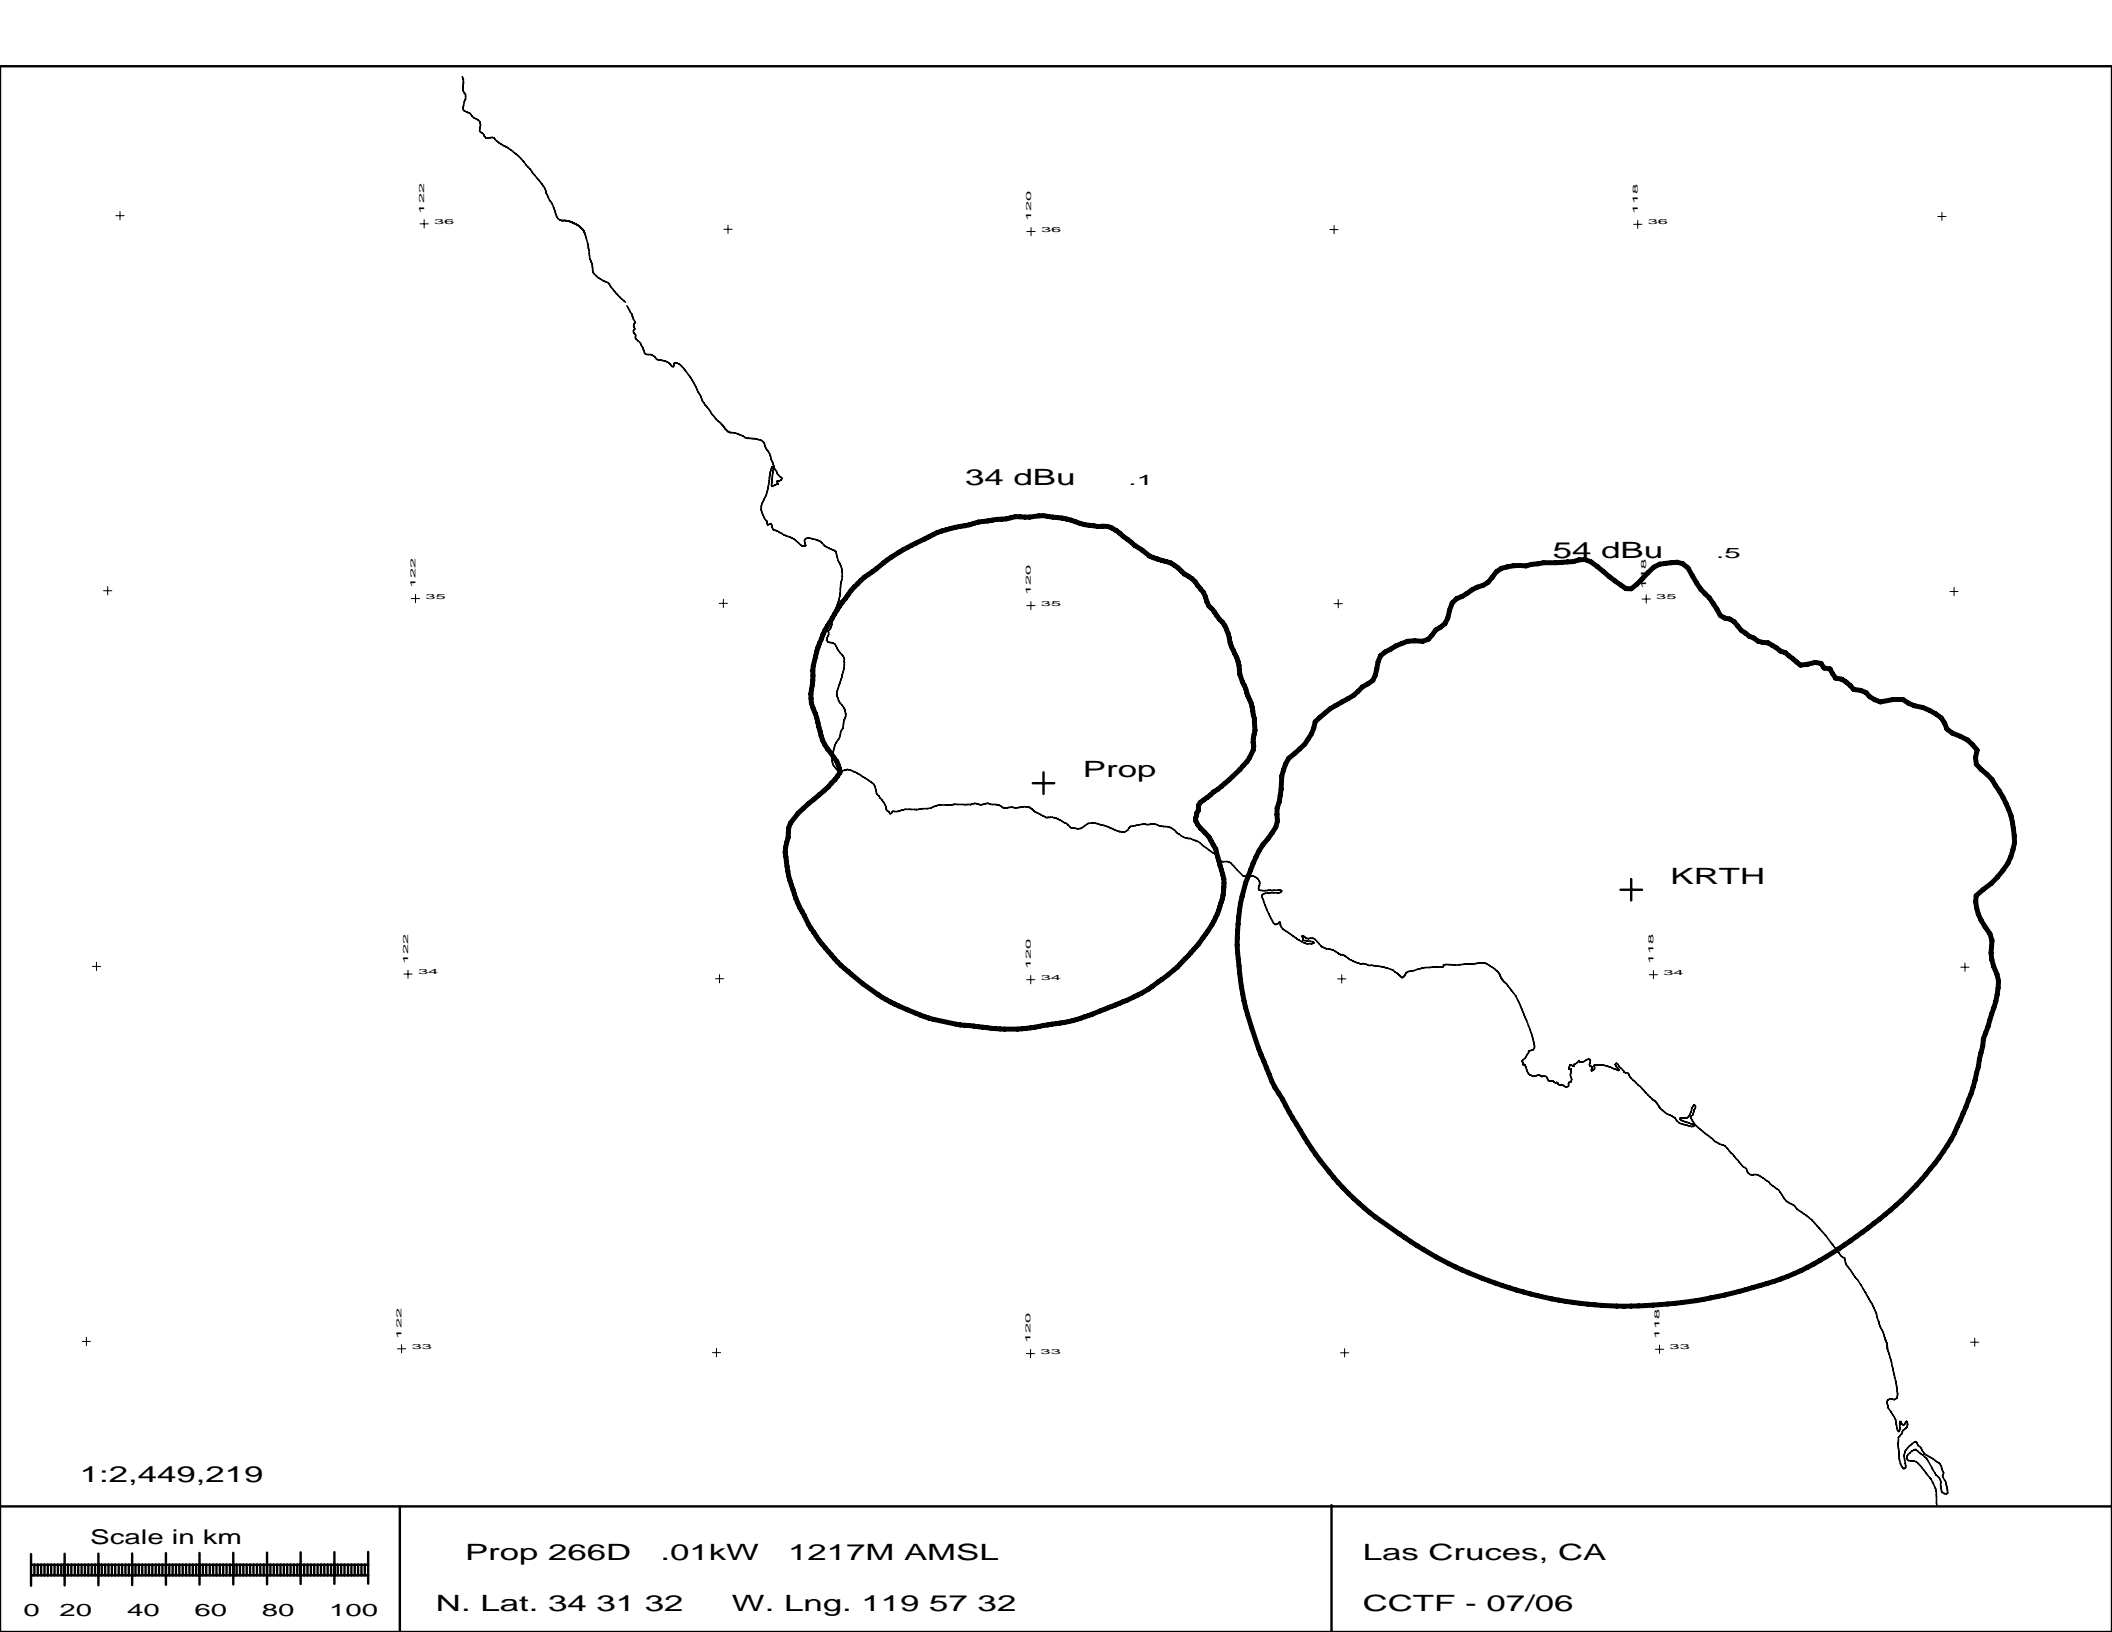 122
36
120
36
118
36
34 dBu .1
54 dBu .5
122
35
120
35
118
35
Prop
KRTH
122
34
120
34
118
34
122
33
120
33
118
33
1:2,449,219
Scale in km
0 20 40 60 80 100
Prop 266D .01kW 1217M AMSL
N. Lat. 34 31 32 W. Lng. 119 57 32
Las Cruces, CA
CCTF - 07/06